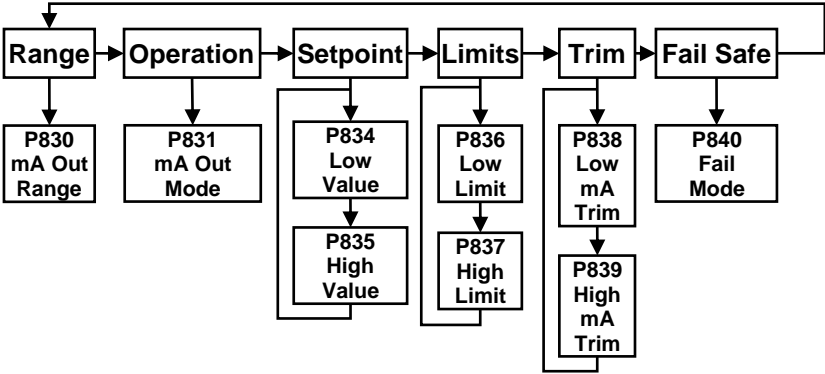 Range
Operation
Setpoint
Limits
Trim
Fail Safe
P830
mA Out
Range
P831
mA Out
Mode
P834
Low
Value
P835
High
Value
P836
Low
Limit
P837
High
Limit
P838
Low
mA
Trim
P839
High
mA
Trim
P840
Fail
Mode